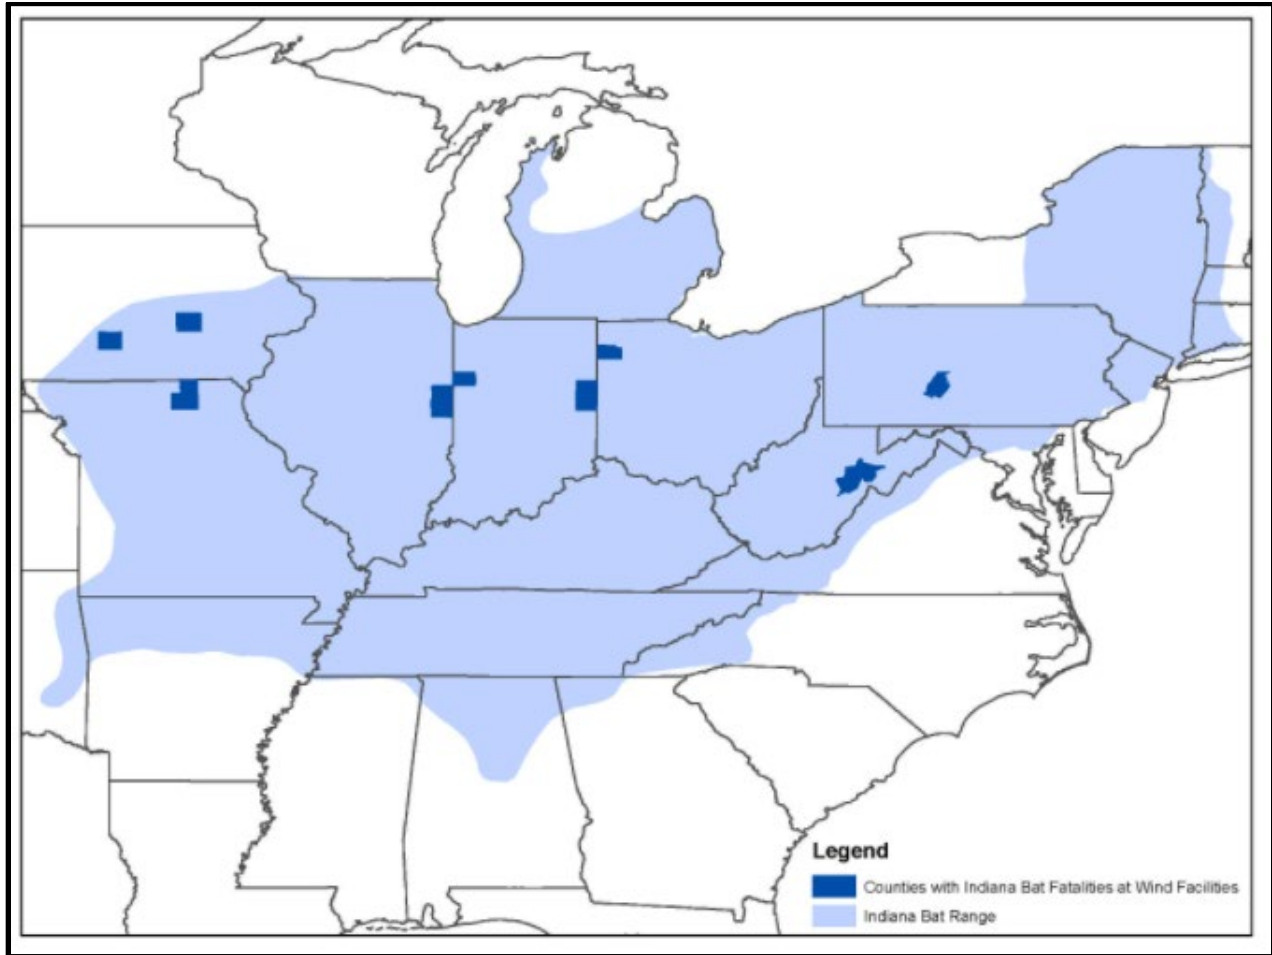 Legend
Counties with Indiana Bat Fatalities at Wind Facilities
Indiana Bat Range